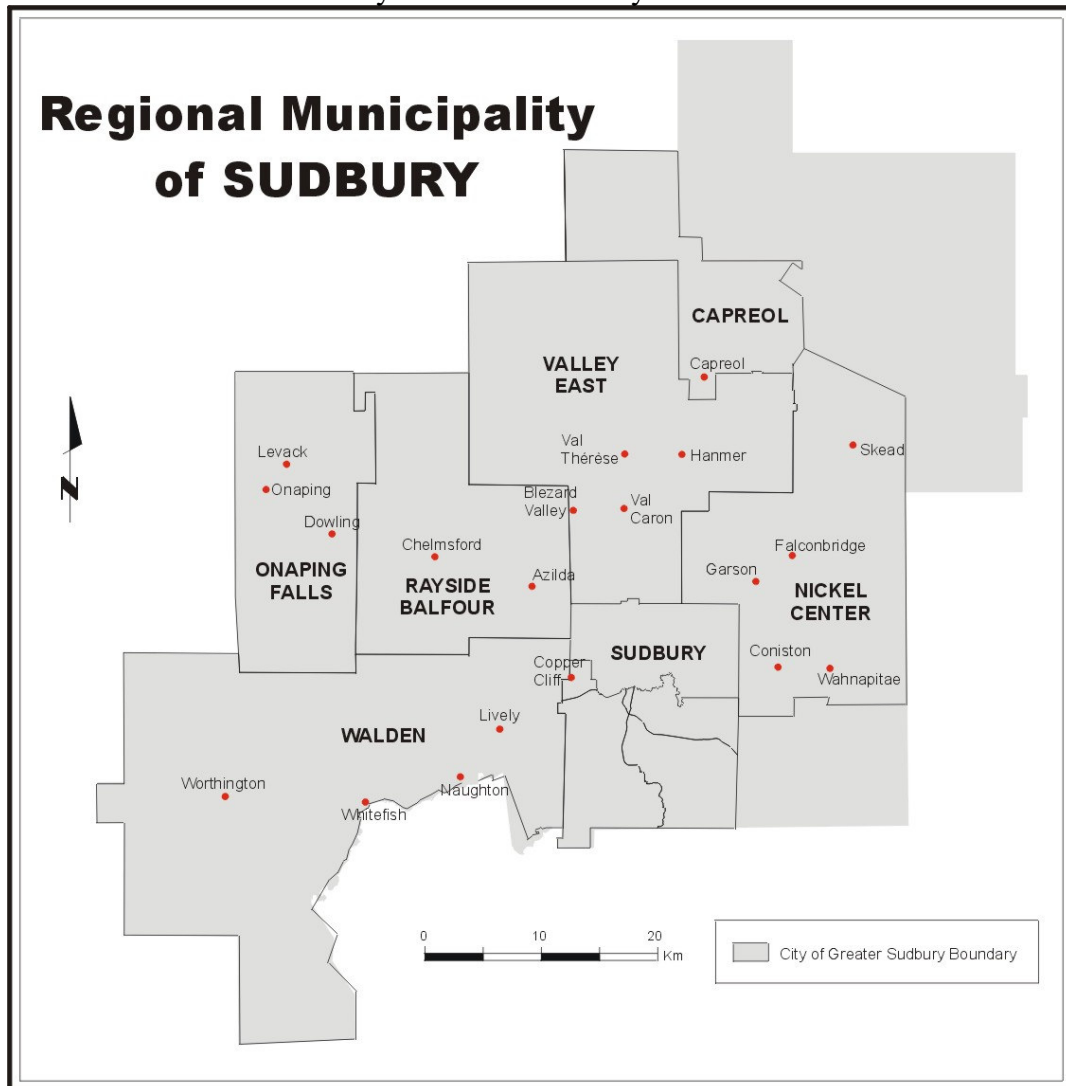 Regional Municipality
of SUDBURY
CAPREOL
Capreol
VALLEY
EAST
Val
Thérèse
Hanmer
Skead
Levack
Onaping
Dowling
ONAPING
FALLS
Blezard
Valley
Val
Caron
Chelmsford
Azilda
RAYSIDE
BALFOUR
Falconbridge
Garson
NICKEL
CENTER
Coniston
Wahnapitae
SUDBURY
Copper
Cliff
Lively
WALDEN
Worthington
Naughton
Whitefish
N
0 10 20
Km
City of Greater Sudbury Boundary